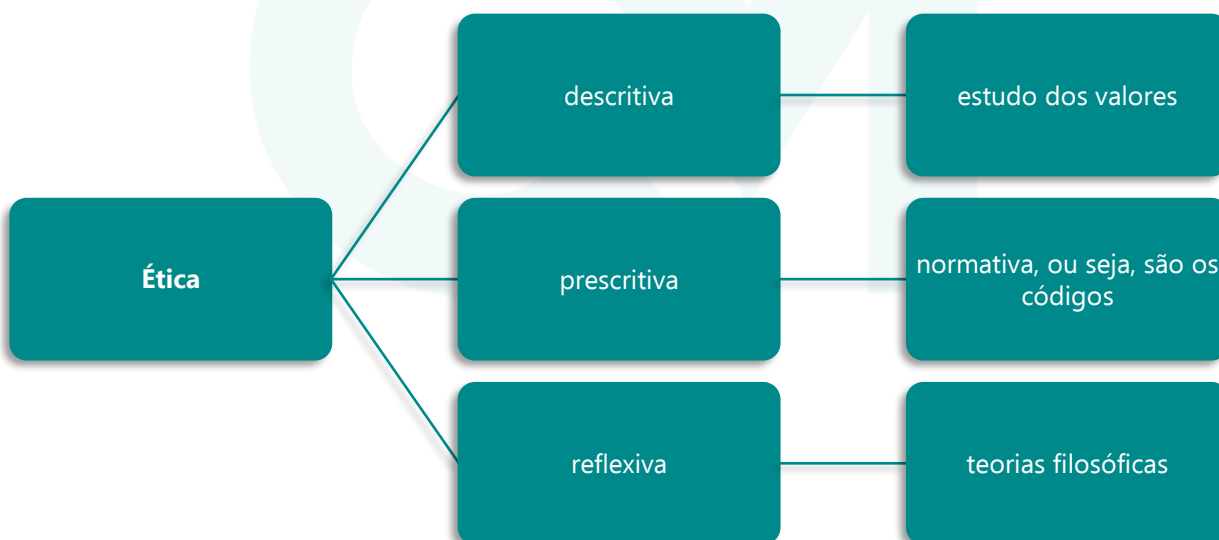 descritiva
estudo dos valores
Ética
prescritiva
normativa, ou seja, são os
códigos
reflexiva
teorias filosóficas